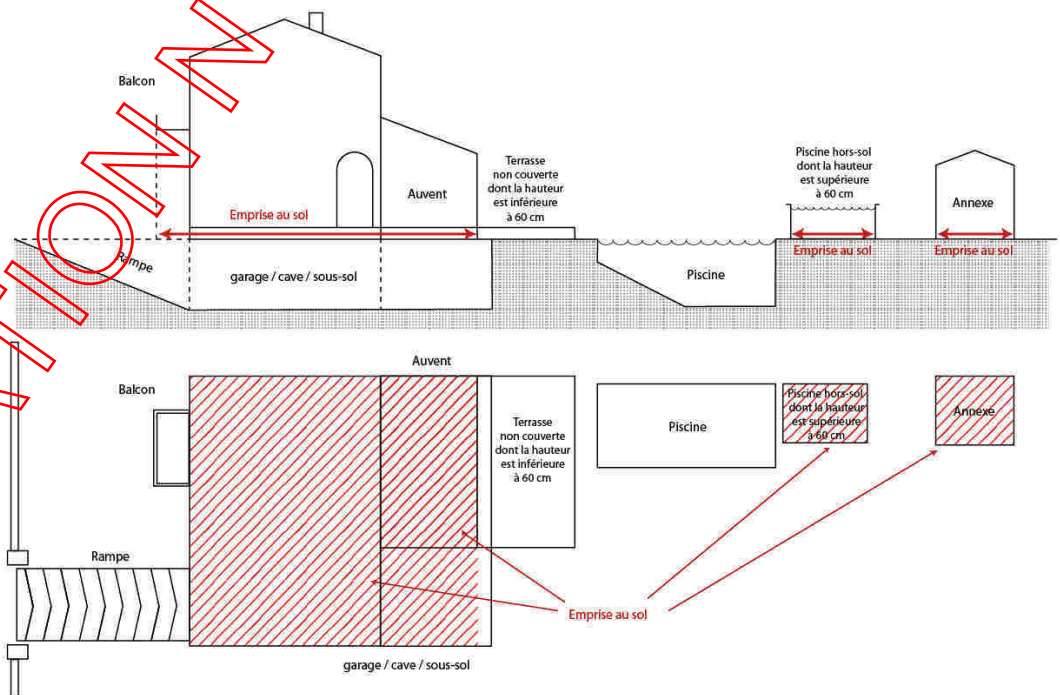 Balcon
Terrasse
non couverte
dont la hauteur
est inférieure
à 60 cm
Piscine hors-sol
dont la hauteur
est supérieure
à 60 cm
Auvent
Annexe
Emprise au sol
Emprise au sol
Emprise au sol
Rampe
garage / cave / sous-sol
Piscine
Auvent
Balcon
Terrasse
non couverte
dont la hauteur
est inférieure
à 60 cm
Piscine
Piscine hors-sol
dont la hauteur
est supérieure
à 60 cm
Annexe
Rampe
Emprise au sol
garage / cave / sous-sol